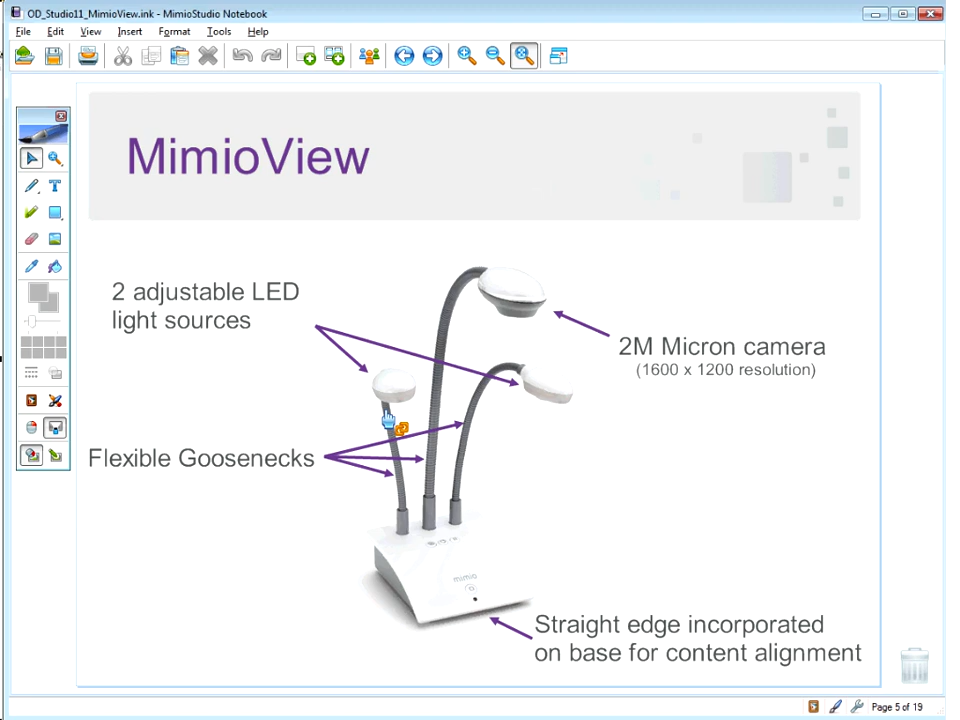 OD_Studio11_MimioView.ink - MimioStudio Notebook
File Edit View Insert Format Tools Help
MimioView
2 adjustable LED
light sources
2M Micron camera
(1600 x 1200 resolution)
Flexible Goosenecks
mimio
Straight edge incorporated
on base for content alignment
Page 5 of 19